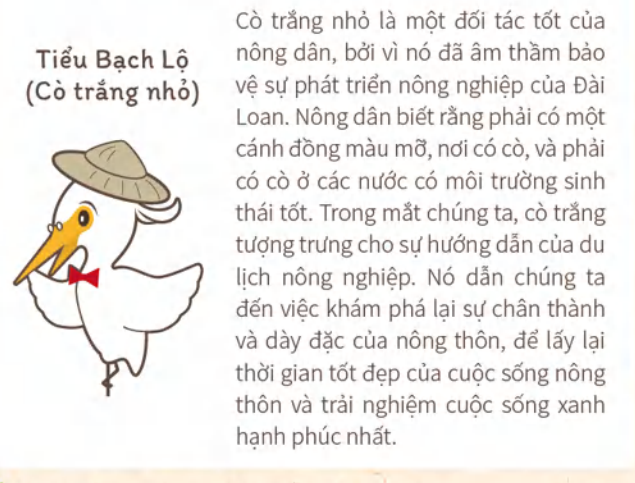 Tiểu Bạch Lộ
(Cò trắng nhỏ)
Cò trắng nhỏ là một đối tác tốt của
nông dân, bởi vì nó đã âm thầm bảo
vệ sự phát triển nông nghiệp của Đài
Loan. Nông dân biết rằng phải có một
cánh đồng màu mỡ, nơi có cò, và phải
có cò ở các nước có môi trường sinh
thái tốt. Trong mắt chúng ta, cò trắng
tượng trưng cho sự hướng dẫn của du
lịch nông nghiệp. Nó dẫn chúng ta
đến việc khám phá lại sự chân thành
và dày đặc của nông thôn, để lấy lại
thời gian tốt đẹp của cuộc sống nông
thôn và trải nghiệm cuộc sống xanh
hạnh phúc nhất.